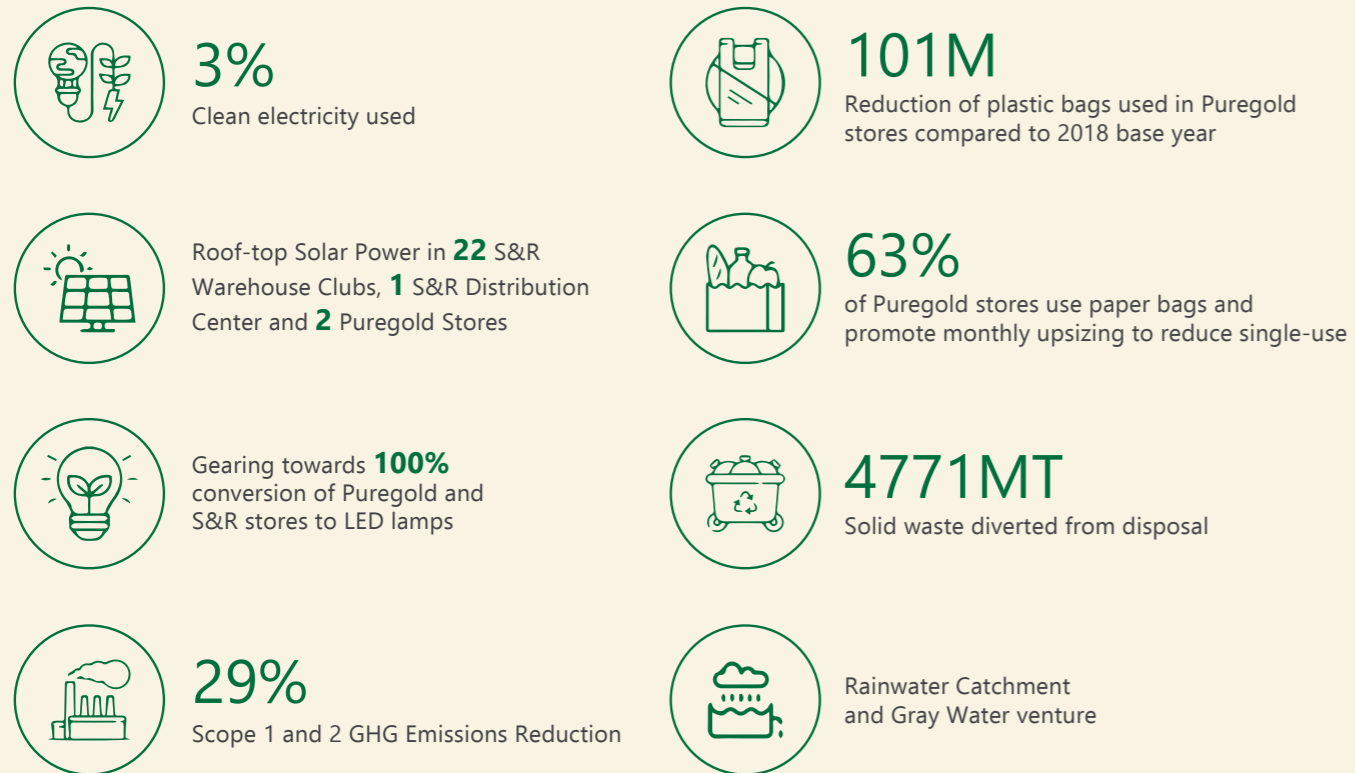 3%
Clean electricity used
Roof-top Solar Power in 22 S&R
Warehouse Clubs, 1 S&R Distribution
Center and 2 Puregold Stores
Gearing towards 100%
conversion of Puregold and
S&R stores to LED lamps
29%
Scope 1 and 2 GHG Emissions Reduction
101M
Reduction of plastic bags used in Puregold
stores compared to 2018 base year
63%
of Puregold stores use paper bags and
promote monthly upsizing to reduce single-use
4771MT
Solid waste diverted from disposal
Rainwater Catchment
and Gray Water venture